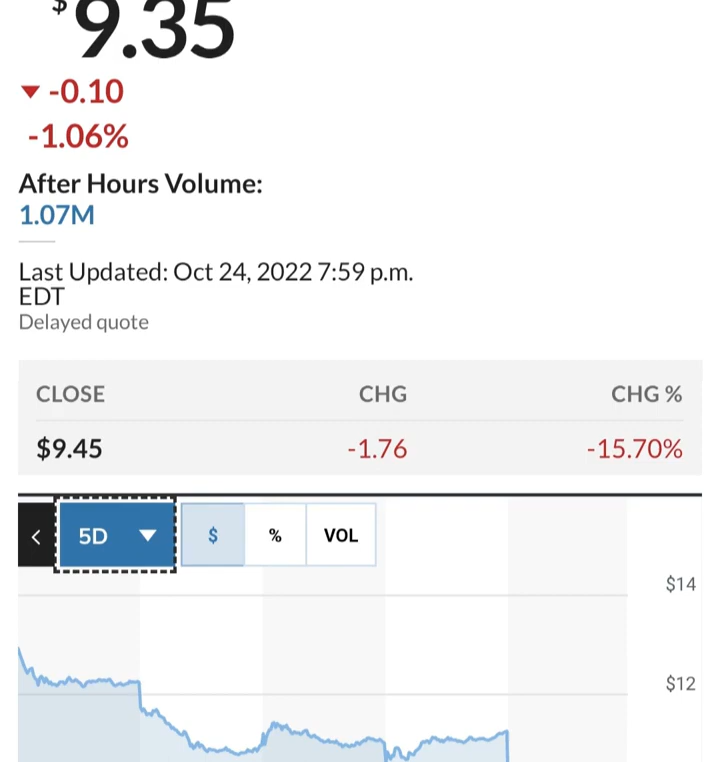 $9.35
-0.10
-1.06%
After Hours Volume:
1.07M
Last Updated: Oct 24, 2022 7:59 p.m.
EDT
Delayed quote
CLOSE CHG CHG %
$9.45 -1.76 -15.70%
5D $ % VOL
$14
$12